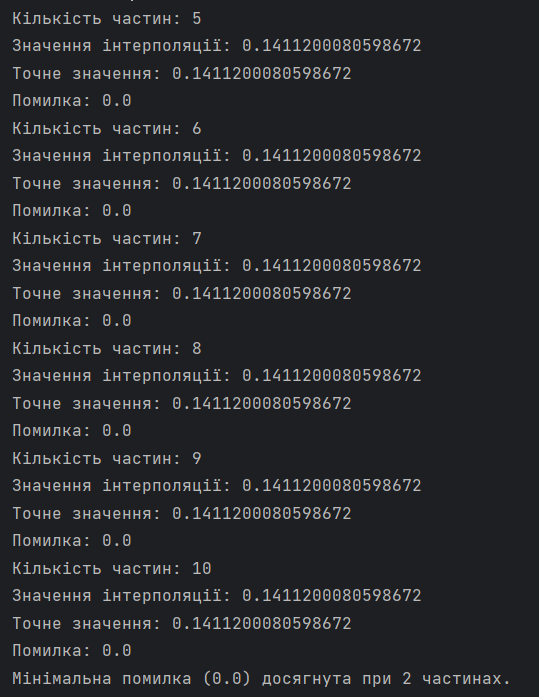 Кількість частин: 5
Значення інтерполяції: 0.1411200080598672
Точне значення: 0.1411200080598672
Помилка: 0.0
Кількість частин: 6
Значення інтерполяції: 0.1411200080598672
Точне значення: 0.1411200080598672
Помилка: 0.0
Кількість частин: 7
Значення інтерполяції: 0.1411200080598672
Точне значення: 0.1411200080598672
Помилка: 0.0
Кількість частин: 8
Значення інтерполяції: 0.1411200080598672
Точне значення: 0.1411200080598672
Помилка: 0.0
Кількість частин: 9
Значення інтерполяції: 0.1411200080598672
Точне значення: 0.1411200080598672
Помилка: 0.0
Кількість частин: 10
Значення інтерполяції: 0.1411200080598672
Точне значення: 0.1411200080598672
Помилка: 0.0
Мінімальна помилка (0.0) досягнута при 2 частинах.